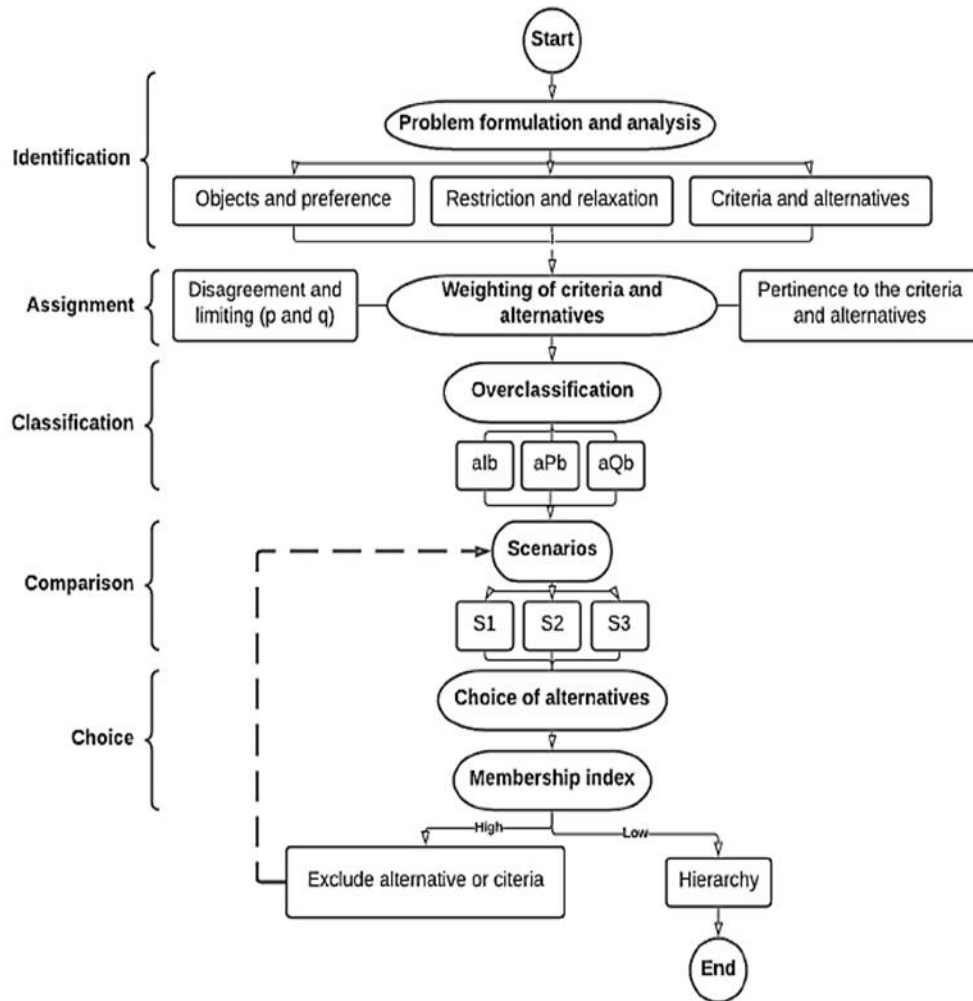 Start
Problem formulation and analysis
Identification
Objects and preference
Restriction and relaxation
Criteria and alternatives
Assignment
Disagreement and
limiting (p and q)
Weighting of criteria and
alternatives
Pertinence to the criteria
and alternatives
Overclassification
Classification
aIb
aPb
aQb
Scenarios
Comparison
S1
S2
S3
Choice of alternatives
Choice
Membership index
High
Low
Exclude alternative or citeria
Hierarchy
End